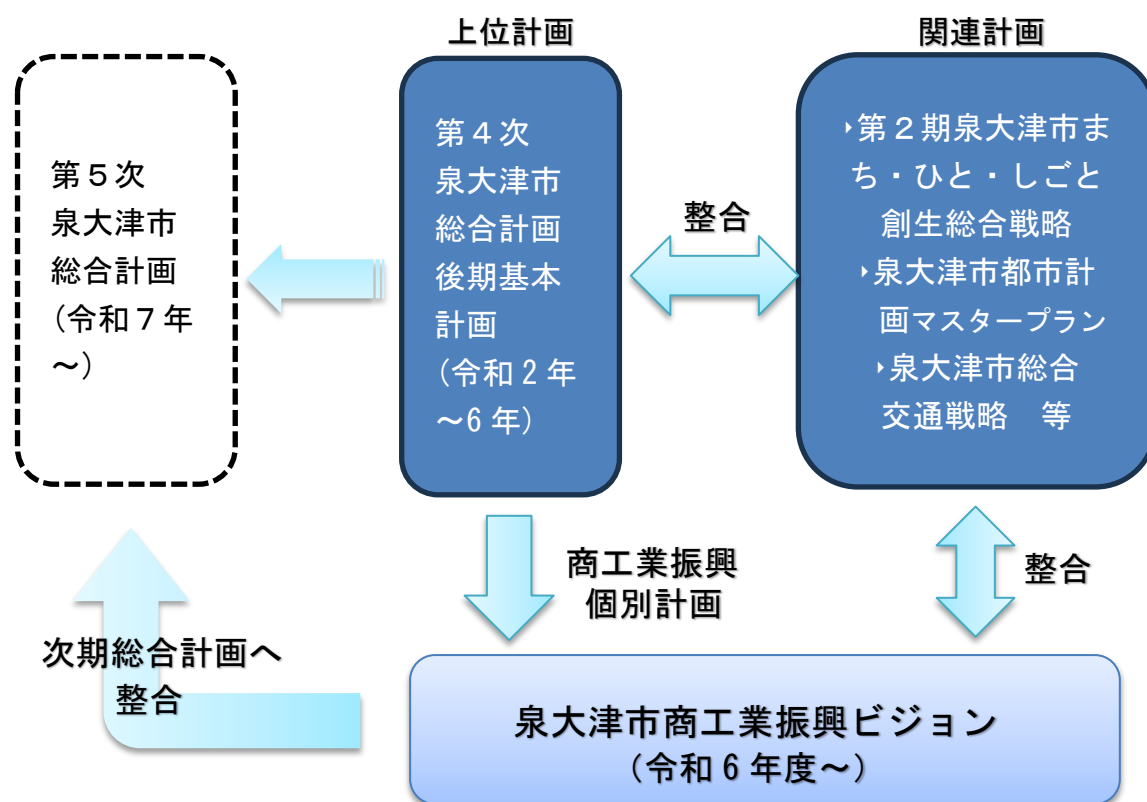 上位計画
関連計画
第５次
泉大津市
総合計画
(令和７年
～)
第４次
泉大津市
総合計画
後期基本
計画
(令和２年
～6 年)
整合
‣第２期泉大津市ま
ち・ひと・しごと
創生総合戦略
‣泉大津市都市計
画マスタープラン
‣泉大津市総合
交通戦略　等
商工業振興
個別計画
整合
次期総合計画へ
整合
泉大津市商工業振興ビジョン
（令和 6 年度～）